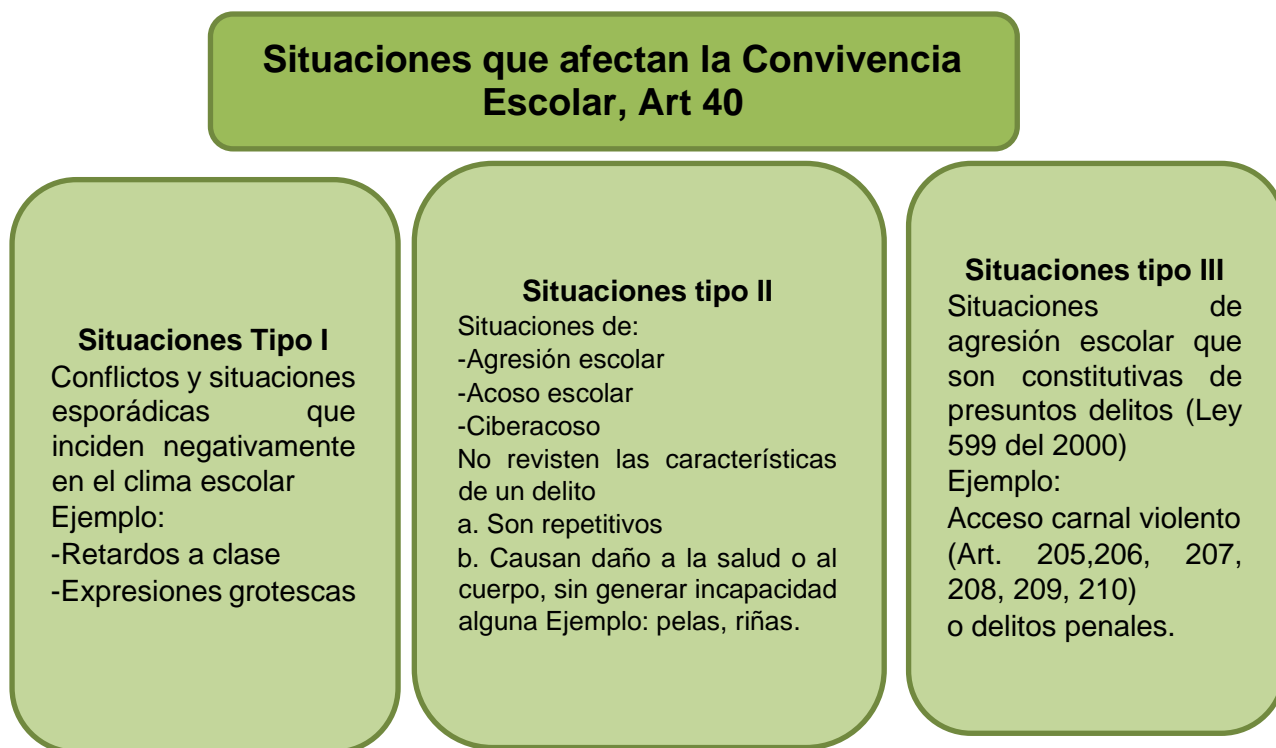 Situaciones que afectan la Convivencia
Escolar, Art 40
Situaciones Tipo I
Conflictos y situaciones
esporádicas que
inciden negativamente
en el clima escolar
Ejemplo:
-Retardos a clase
-Expresiones grotescas
Situaciones tipo II
Situaciones de:
-Agresión escolar
-Acoso escolar
-Ciberacoso
No revisten las características
de un delito
a. Son repetitivos
b. Causan daño a la salud o al
cuerpo, sin generar incapacidad
alguna Ejemplo: pelas, riñas.
Situaciones tipo III
Situaciones de
agresión escolar que
son constitutivas de
presuntos delitos (Ley
599 del 2000)
Ejemplo:
Acceso carnal violento
(Art. 205,206, 207,
208, 209, 210)
o delitos penales.